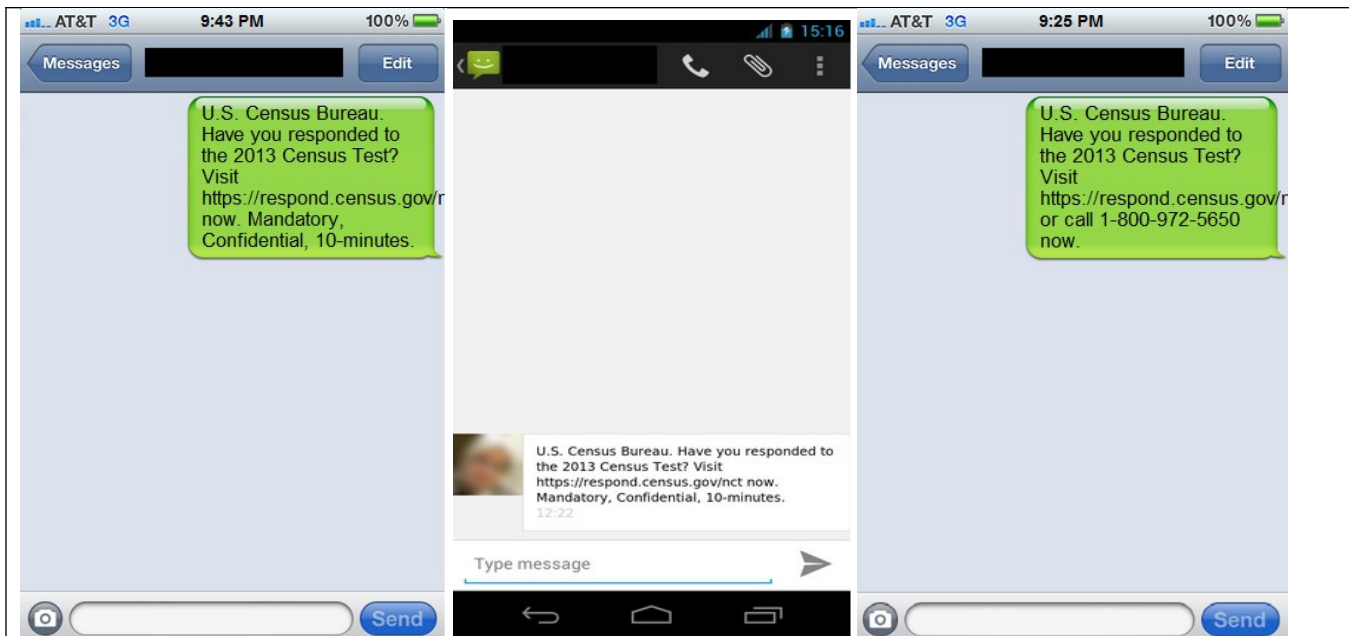 AT&T 3G 9:43 PM 100%
Messages Edit
U.S. Census Bureau.
Have you responded to
the 2013 Census Test?
Visit
https://respond.census.gov/r
now. Mandatory,
Confidential, 10-minutes.
Send
15:16
U.S. Census Bureau. Have you responded to
the 2013 Census Test? Visit
https://respond.census.gov/nct now.
Mandatory, Confidential, 10-minutes.
12:22
Type message
AT&T 3G 9:25 PM 100%
Messages Edit
U.S. Census Bureau.
Have you responded to
the 2013 Census Test?
Visit
https://respond.census.gov/r
or call 1-800-972-5650
now.
Send